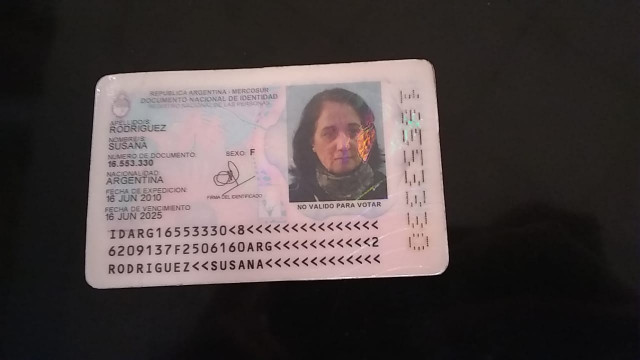 REPUBLICA ARGENTINA - MERCOSUR
DOCUMENTO NACIONAL DE IDENTIDAD
REGISTRO NACIONAL DE LAS PERSONAS
APELLIDO/S
RODRIGUEZ
NOMBRE/S:
SUSANA
NUMERO DE DOCUMENTO: SEXO: F
16.553.330
NACIONALIDAD
ARGENTINA
FECHA DE EXPEDICION
16 JUN 2010
FIRMA DEL IDENTIFICADO
FECHA DE VENCIMIENTO
16 JUN 2025
NO VALIDO PARA VOTAR
IDARG16553330<8<<<<<<<<<<<<<<<
6209137F2506160ARG<<<<<<<<<<<2
RODRIGUEZ<<SUSANA<<<<<<<<<<<<<